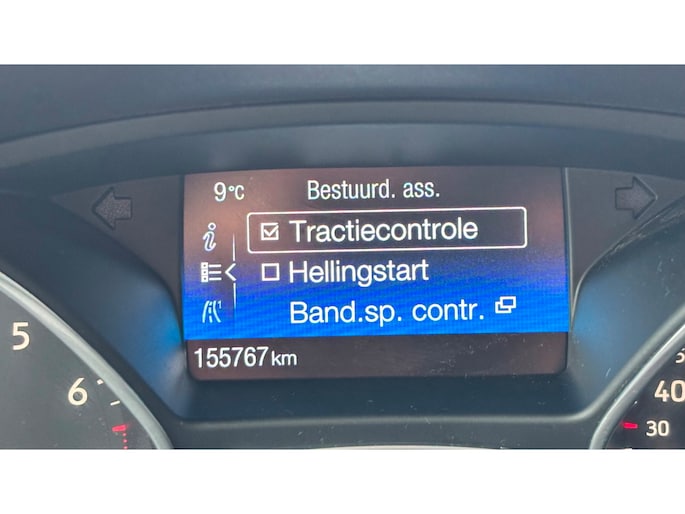 9°C Bestuurd. ass.
Tractiecontrole
Hellingstart
Band.sp. contr.
155767 km
5
6
40
30